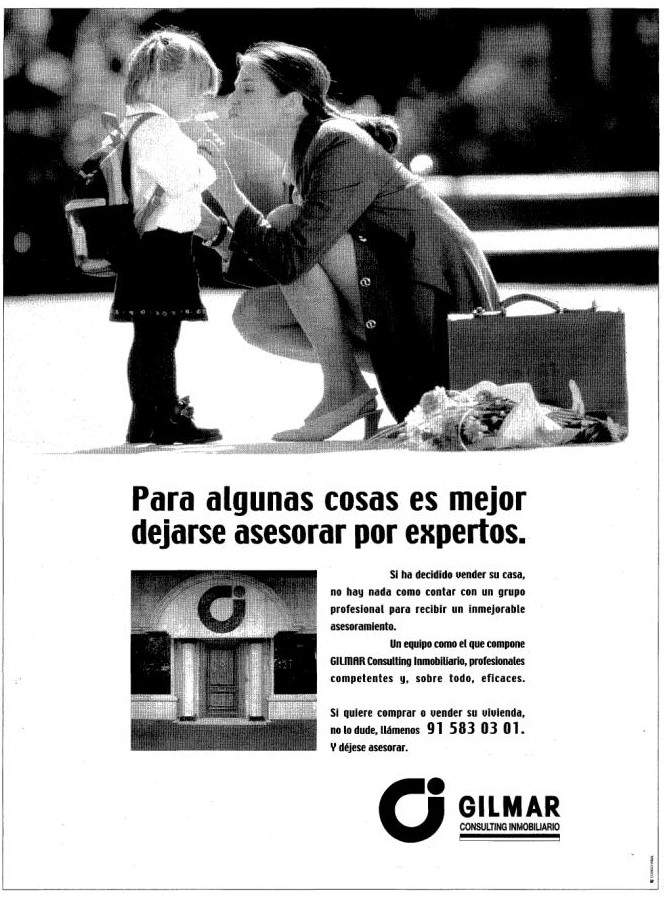 Para algunas cosas es mejor
dejarse asesorar por expertos.
Si ha decidido vender su casa,
no hay nada como contar con un grupo
profesional para recibir un inmejorable
asesoramiento.
Un equipo como el que compone
GILMAR Consulting Inmobiliario, profesionales
competentes y, sobre todo, eficaces.
Si quiere comprar o vender su vivienda,
no lo dude, llámenos 91 583 03 01.
Y déjese asesorar.
GILMAR
CONSULTING INMOBILIARIO